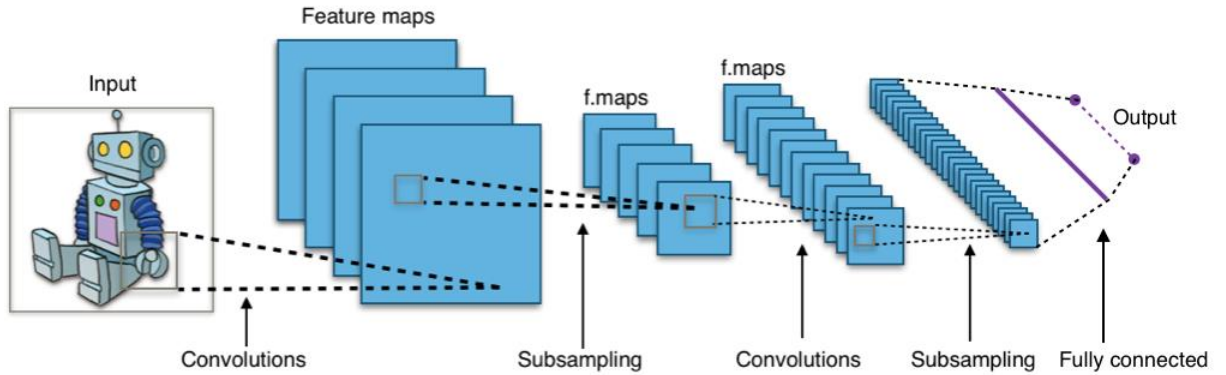 Feature maps
Input
f.maps
f.maps
Output
Convolutions
Subsampling
Convolutions
Subsampling
Fully connected